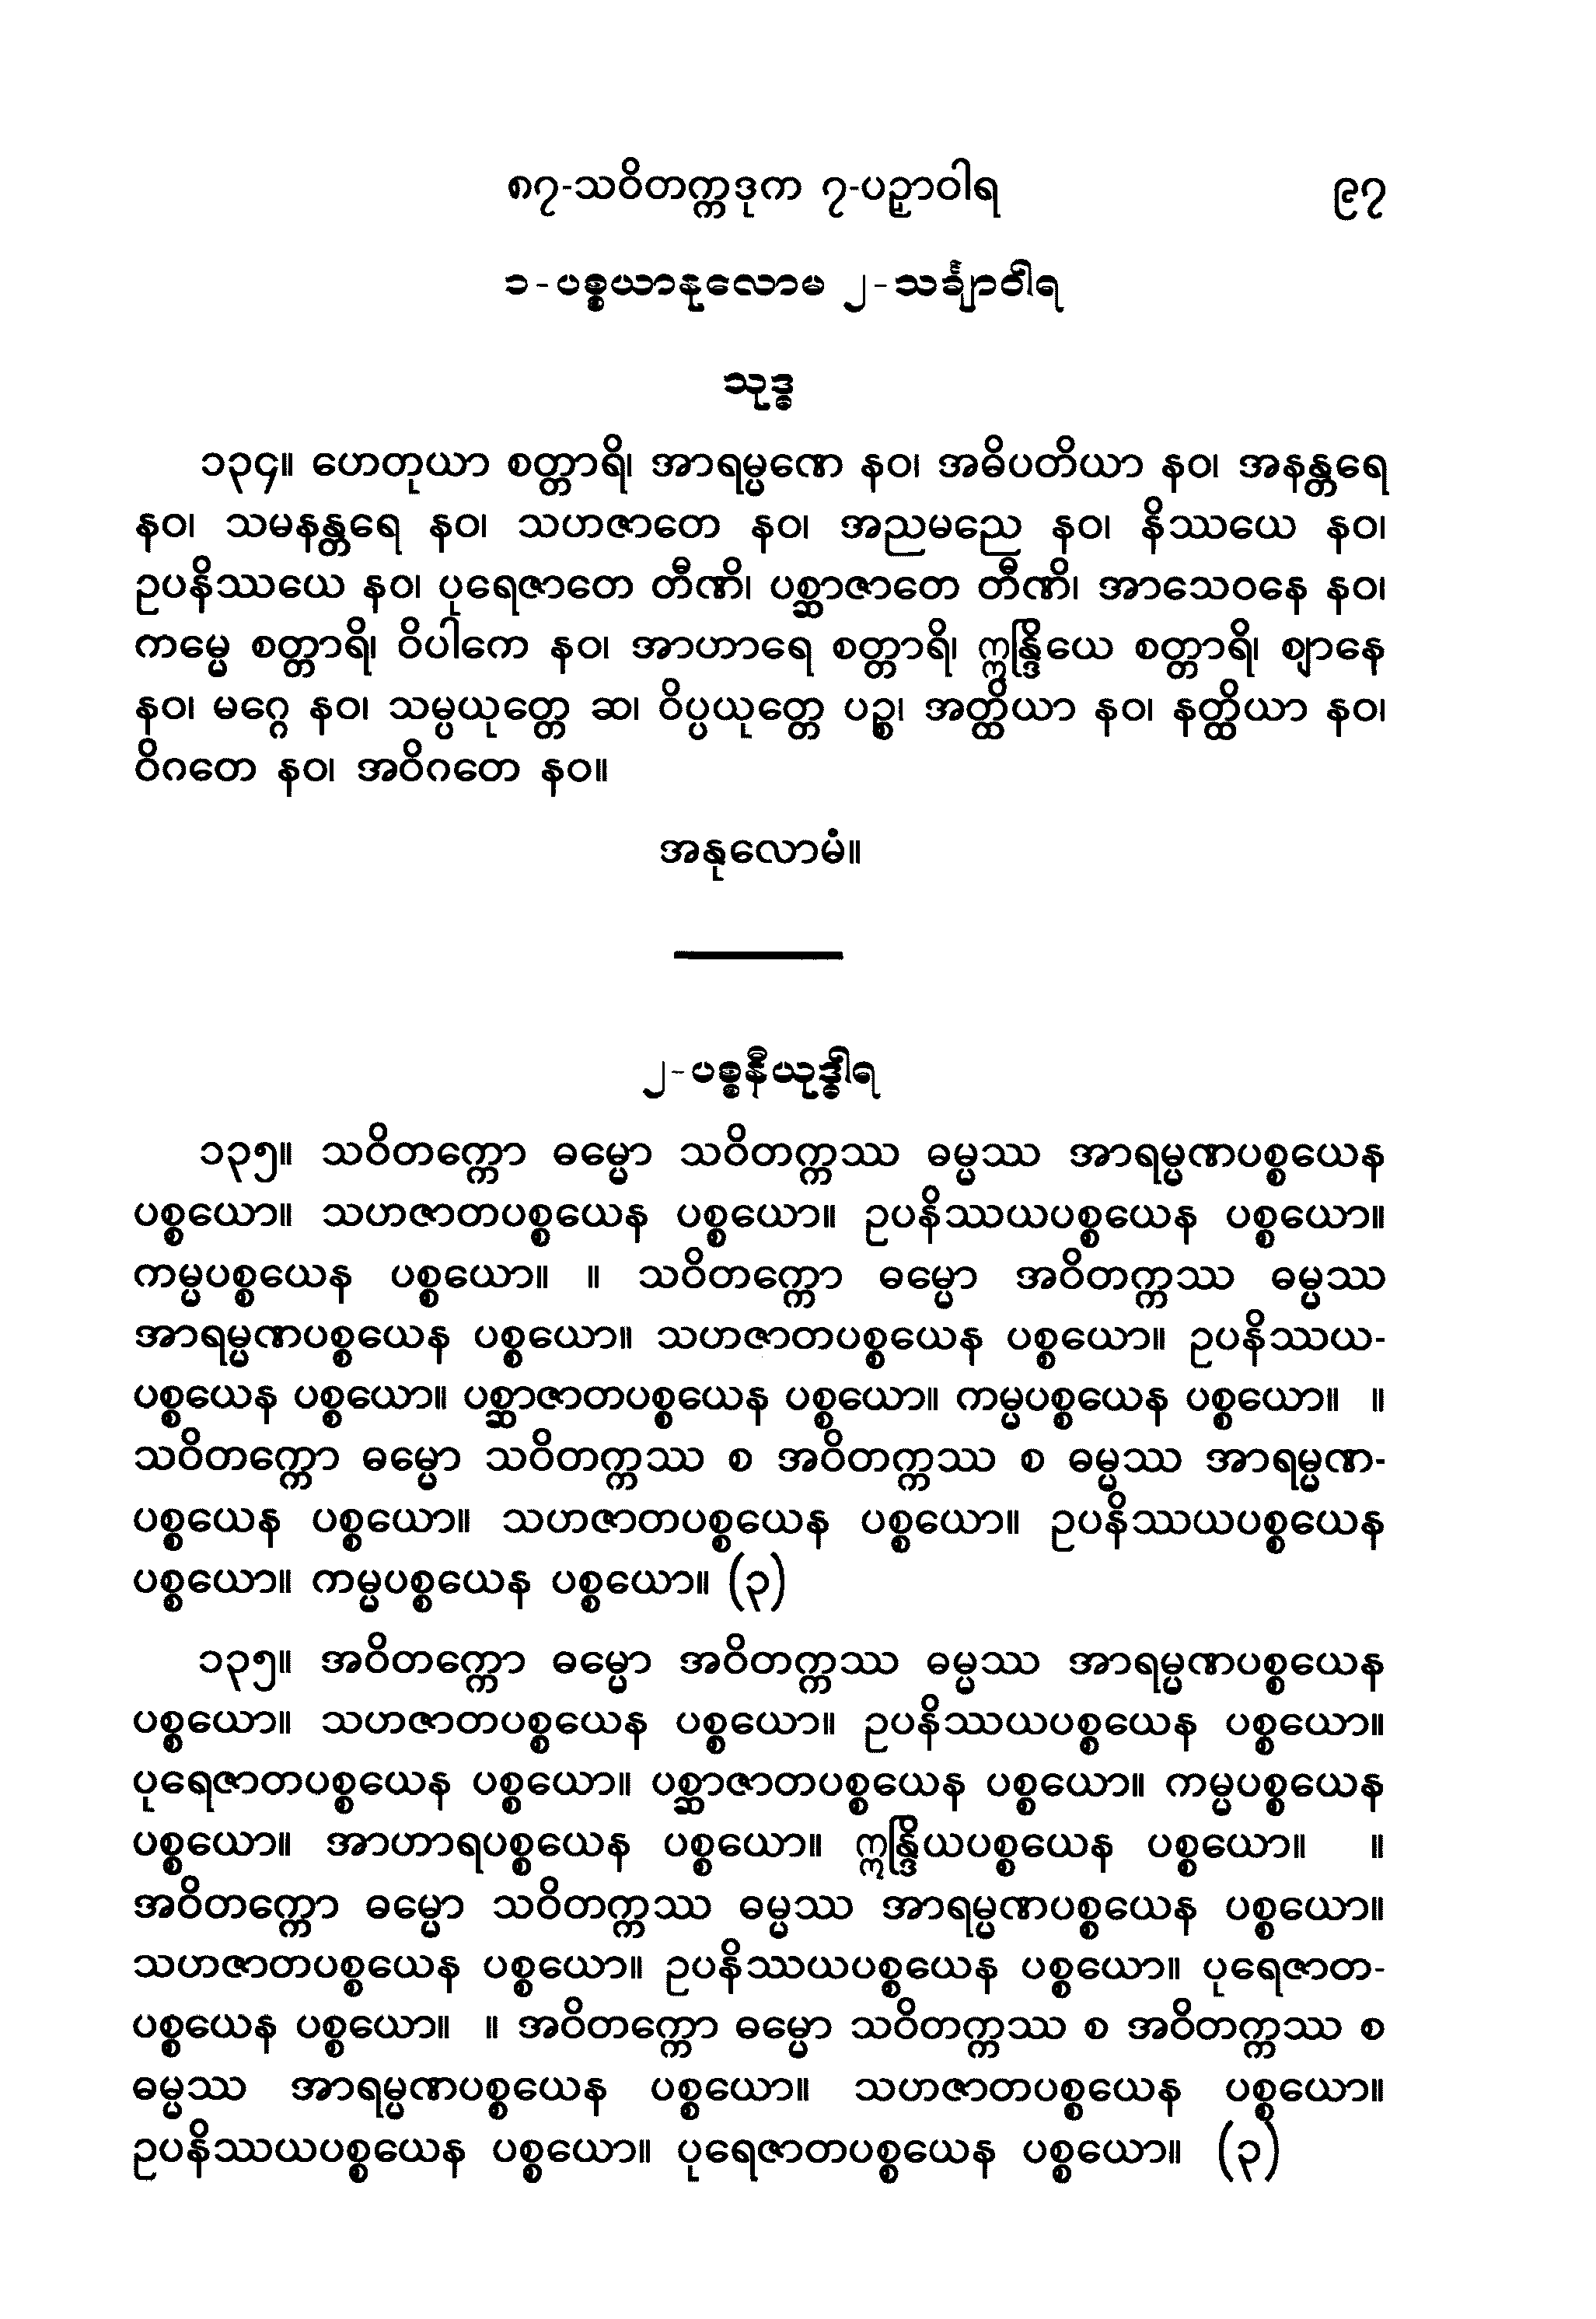 ၈၇-သဝိတက္ကဒုက ၇-ပဉှာဝါရ ၉၇
၁-ပစ္စယာနုလောမ ၂-သင်္ချာဝါရ
သုဒ္ဓ
၁၃၄။ ဟေတုယာ စတ္တာရိ၊ အာရမ္မဏေ နဝ၊ အဓိပတိယာ နဝ၊ အနန္တရေ
နဝ၊ သမနန္တရေ နဝ၊ သဟဇာတေ နဝ၊ အညမညေ နဝ၊ နိဿယေ နဝ၊
ဥပနိဿယေ နဝ၊ ပုရေဇာတေ တီဏိ၊ ပစ္ဆာဇာတေ တီဏိ၊ အာသေဝနေ နဝ၊
ကမ္မေ စတ္တာရိ၊ ဝိပါကေ နဝ၊ အာဟာရေ စတ္တာရိ၊ ဣန္ဒြိယေ စတ္တာရိ၊ ဈာနေ
နဝ၊ မဂ္ဂေ နဝ၊ သမ္ပယုတ္တေ ဆ၊ ဝိပ္ပယုတ္တေ ပဉ္စ၊ အတ္ထိယာ နဝ၊ နတ္ထိယာ နဝ၊
ဝိဂတေ နဝ၊ အဝိဂတေ နဝ။
အနုလောမံ။
၂-ပစ္စနီယုဒ္ဓါရ
၁၃၅။ သဝိတက္ကော ဓမ္မော သဝိတက္ကဿ ဓမ္မဿ အာရမ္မဏပစ္စယေန
ပစ္စယော။ သဟဇာတပစ္စယေန ပစ္စယော။ ဥပနိဿယပစ္စယေန ပစ္စယော။
ကမ္မပစ္စယေန ပစ္စယော။ ။ သဝိတက္ကော ဓမ္မော အဝိတက္ကဿ ဓမ္မဿ
အာရမ္မဏပစ္စယေန ပစ္စယော။ သဟဇာတပစ္စယေန ပစ္စယော။ ဥပနိဿယ-
ပစ္စယေန ပစ္စယော။ ပစ္ဆာဇာတပစ္စယေန ပစ္စယော။ ကမ္မပစ္စယေန ပစ္စယော။ ။
သဝိတက္ကော ဓမ္မော သဝိတက္ကဿ စ အဝိတက္ကဿ စ ဓမ္မဿ အာရမ္မဏ-
ပစ္စယေန ပစ္စယော။ သဟဇာတပစ္စယေန ပစ္စယော။ ဥပနိဿယပစ္စယေန
ပစ္စယော။ ကမ္မပစ္စယေန ပစ္စယော။ (၃)
၁၃၅။ အဝိတက္ကော ဓမ္မော အဝိတက္ကဿ ဓမ္မဿ အာရမ္မဏပစ္စယေန
ပစ္စယော။ သဟဇာတပစ္စယေန ပစ္စယော။ ဥပနိဿယပစ္စယေန ပစ္စယော။
ပုရေဇာတပစ္စယေန ပစ္စယော။ ပစ္ဆာဇာတပစ္စယေန ပစ္စယော။ ကမ္မပစ္စယေန
ပစ္စယော။ အာဟာရပစ္စယေန ပစ္စယော။ ဣန္ဒြိယပစ္စယေန ပစ္စယော။ ။
အဝိတက္ကော ဓမ္မော သဝိတက္ကဿ ဓမ္မဿ အာရမ္မဏပစ္စယေန ပစ္စယော။
သဟဇာတပစ္စယေန ပစ္စယော။ ဥပနိဿယပစ္စယေန ပစ္စယော။ ပုရေဇာတ-
ပစ္စယေန ပစ္စယော။ ။ အဝိတက္ကော ဓမ္မော သဝိတက္ကဿ စ အဝိတက္ကဿ စ
ဓမ္မဿ အာရမ္မဏပစ္စယေန ပစ္စယော။ သဟဇာတပစ္စယေန ပစ္စယော။
ဥပနိဿယပစ္စယေန ပစ္စယော။ ပုရေဇာတပစ္စယေန ပစ္စယော။ (၃)